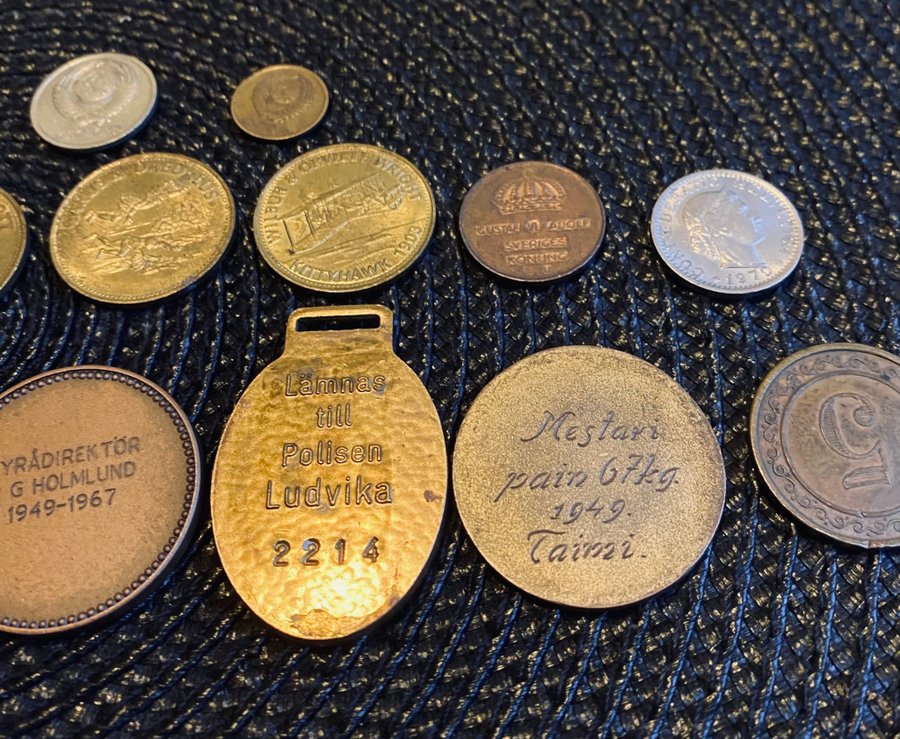 WILBUR & ORVILLE WRIGHT
KITTYHAWK 1903
GUSTAF VI ADOLF
SVERIGES
KONUNG
1970
YRÅDIREKTÖR
G HOLMLUND
1949-1967
Lämnas
till
Polisen
Ludvika
2214
Mestari
pain 67kg.
1949.
Taimi.
5